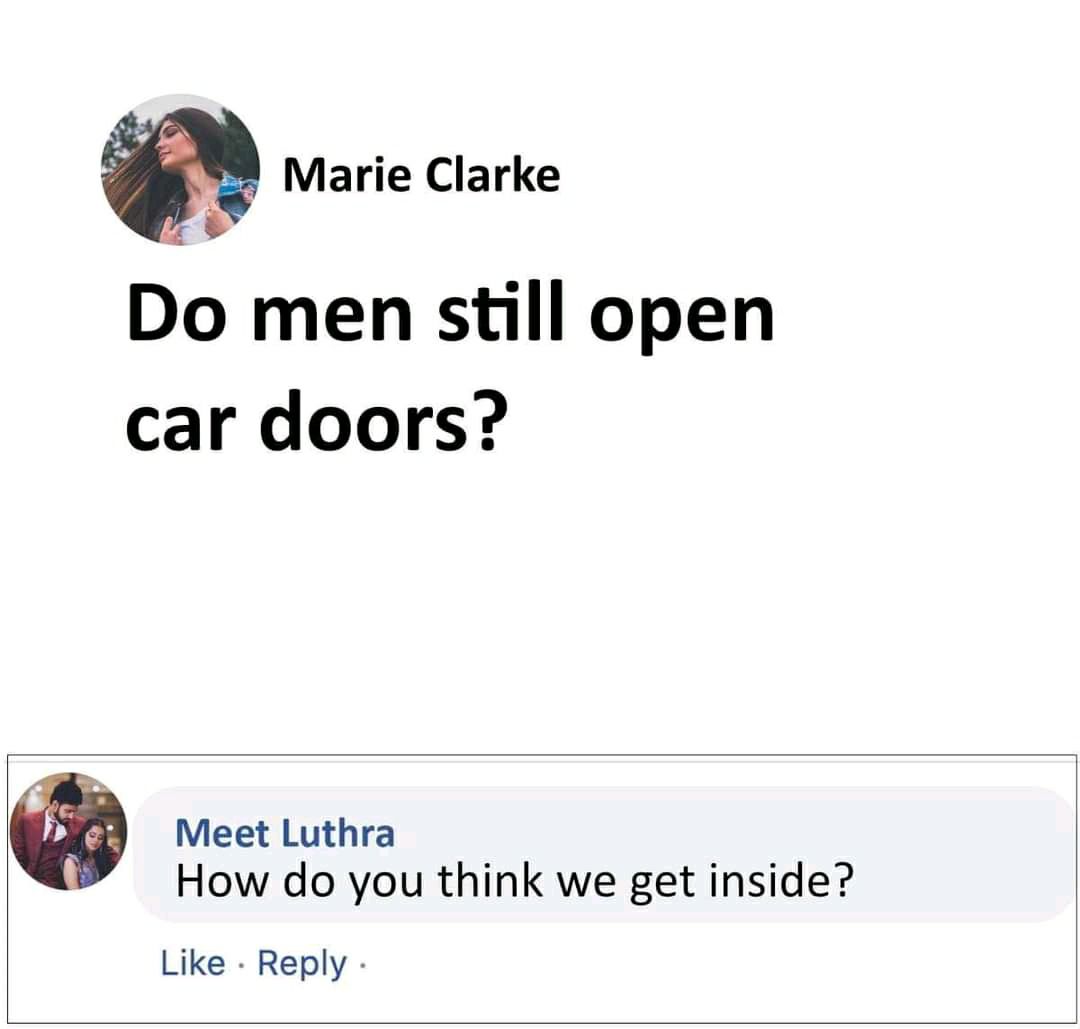 Marie Clarke
Do men still open
car doors?
Meet Luthra
How do you think we get inside?
Like · Reply ·